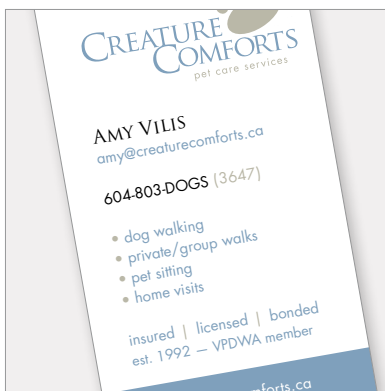 CREATURE
COMFORTS
pet care services
AMY VILIS
amy@creaturecomforts.ca
604-803-DOGS (3647)
• dog walking
• private/group walks
• pet sitting
• home visits
insured | licensed | bonded
est. 1992 — VPDWA member